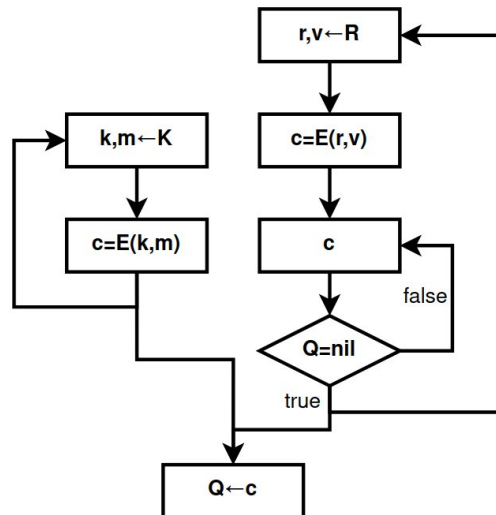 r,v←R
k,m←K
c=E(r,v)
c=E(k,m)
c
false
Q=nil
true
Q←c